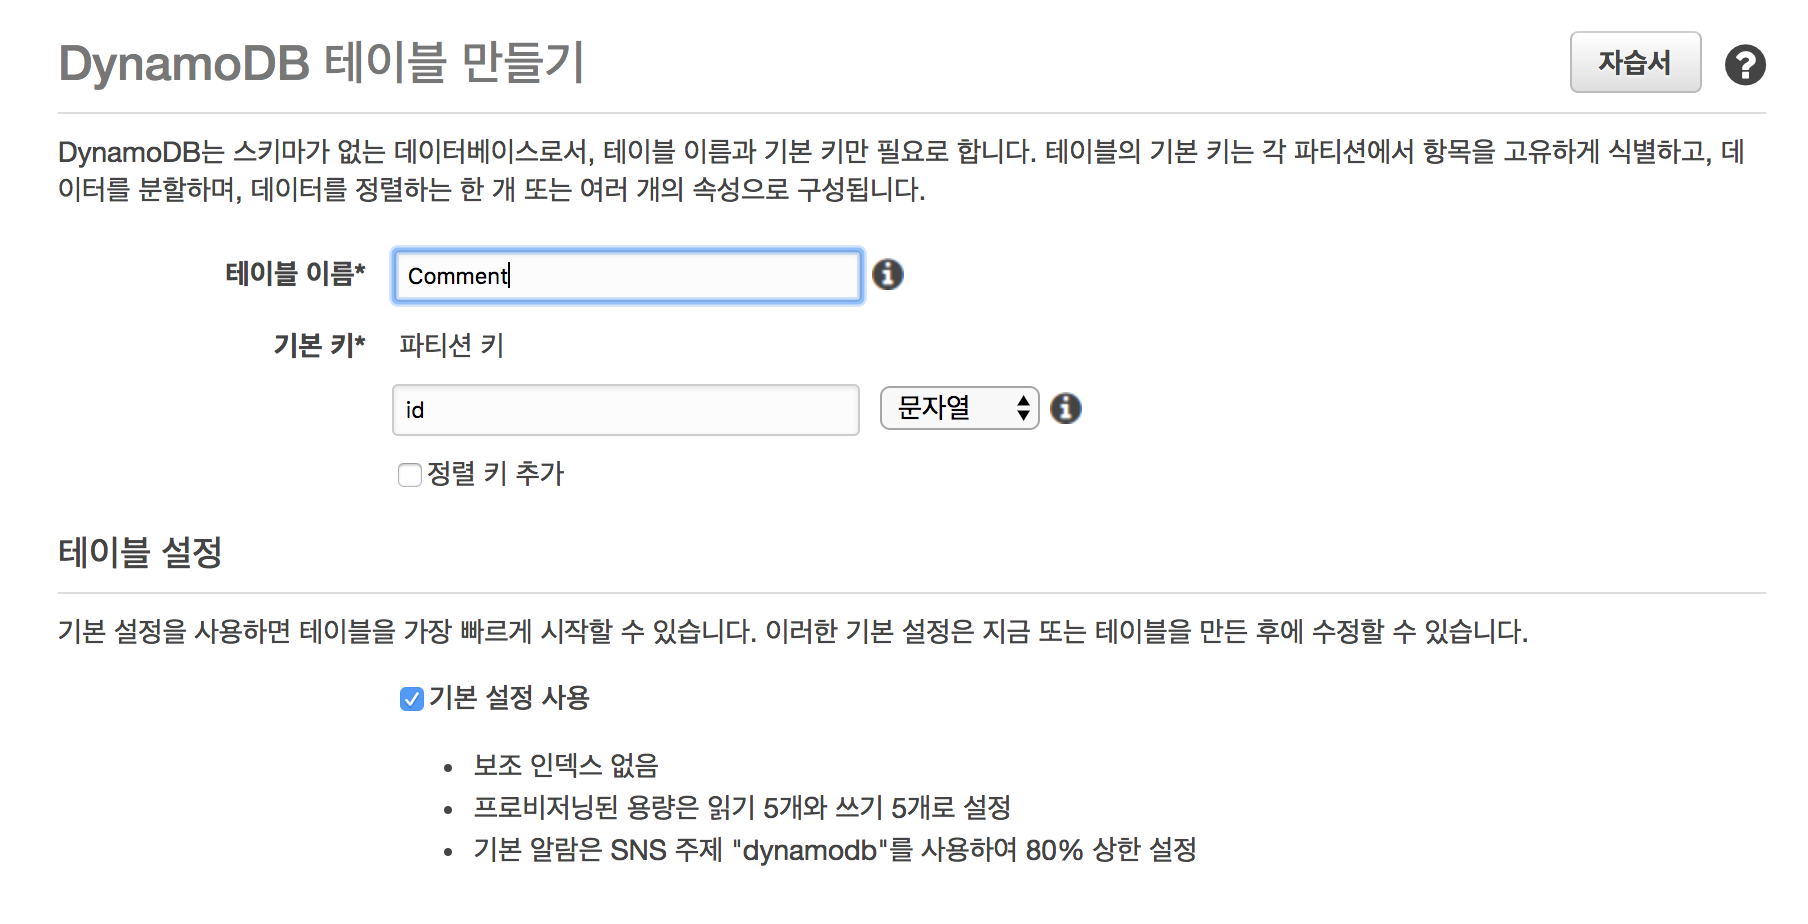 DynamoDB 테이블 만들기
자습서
?
DynamoDB는 스키마가 없는 데이터베이스로서, 테이블 이름과 기본 키만 필요로 합니다. 테이블의 기본 키는 각 파티션에서 항목을 고유하게 식별하고, 데
이터를 분할하며, 데이터를 정렬하는 한 개 또는 여러 개의 속성으로 구성됩니다.
테이블 이름* Comment
기본 키* 파티션 키
id 문자열
정렬 키 추가
테이블 설정
기본 설정을 사용하면 테이블을 가장 빠르게 시작할 수 있습니다. 이러한 기본 설정은 지금 또는 테이블을 만든 후에 수정할 수 있습니다.
기본 설정 사용
• 보조 인덱스 없음
• 프로비저닝된 용량은 읽기 5개와 쓰기 5개로 설정
• 기본 알람은 SNS 주제 "dynamodb"를 사용하여 80% 상한 설정